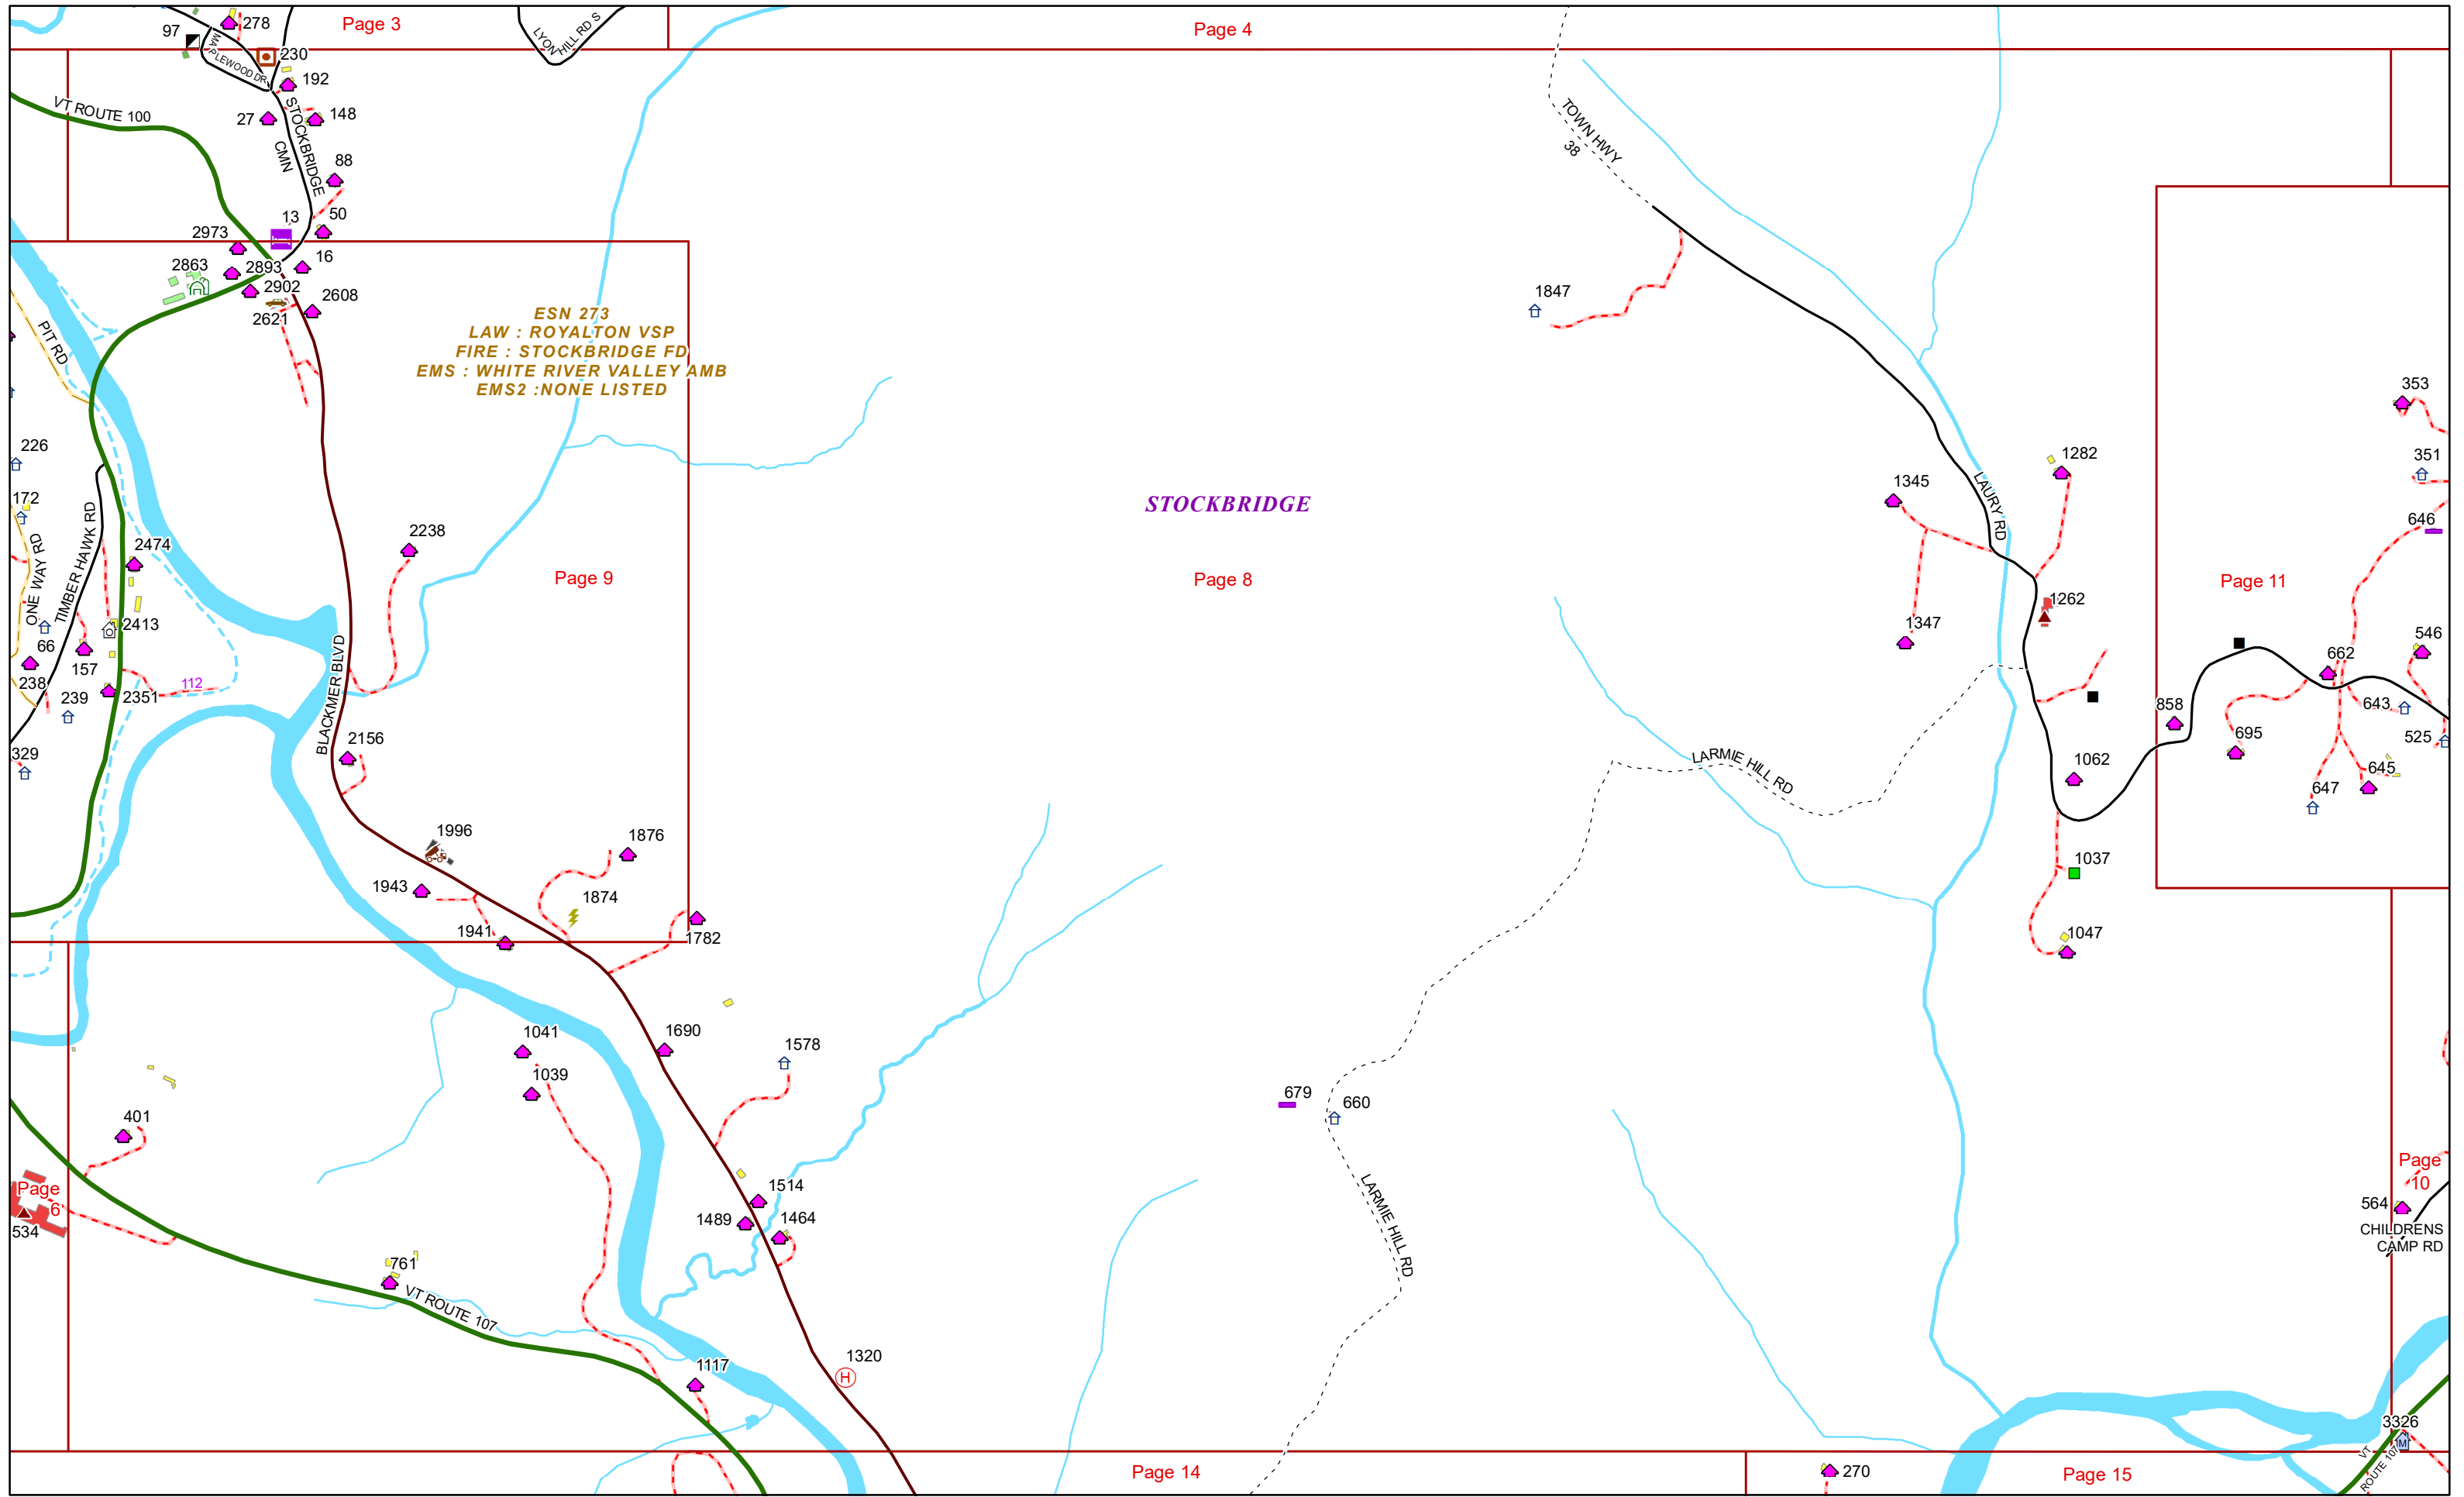 Page 3
Page 4
97
278
230
MAPLEWOOD DR
LYON HILL RD S
192
VT ROUTE 100
27
148
STOCKBRIDGE
CMN
88
TOWN HWY
38
13
50
2973
16
2863
2893
2902
2608
2621
1847
ESN 273
LAW : ROYALTON VSP
FIRE : STOCKBRIDGE FD
EMS : WHITE RIVER VALLEY AMB
EMS2 :NONE LISTED
PIT RD
353
226
1282
351
172
1345
STOCKBRIDGE
LAURY RD
646
2238
ONE WAY RD
TIMBER HAWK RD
2474
Page 9
Page 8
Page 11
1262
2413
1347
66
157
546
662
238
239
2351
112
BLACKMER BLVD
643
858
695
525
329
2156
LARMIE HILL RD
1062
645
647
1996
1876
1037
1943
1874
1941
1782
1047
1041
1690
1578
1039
679
660
401
Page
6
534
1514
1489
1464
LARMIE HILL RD
Page
10
564
CHILDRENS
CAMP RD
761
VT ROUTE 107
1117
1320
H
3326
M
VT
ROUTE 107
Page 14
270
Page 15